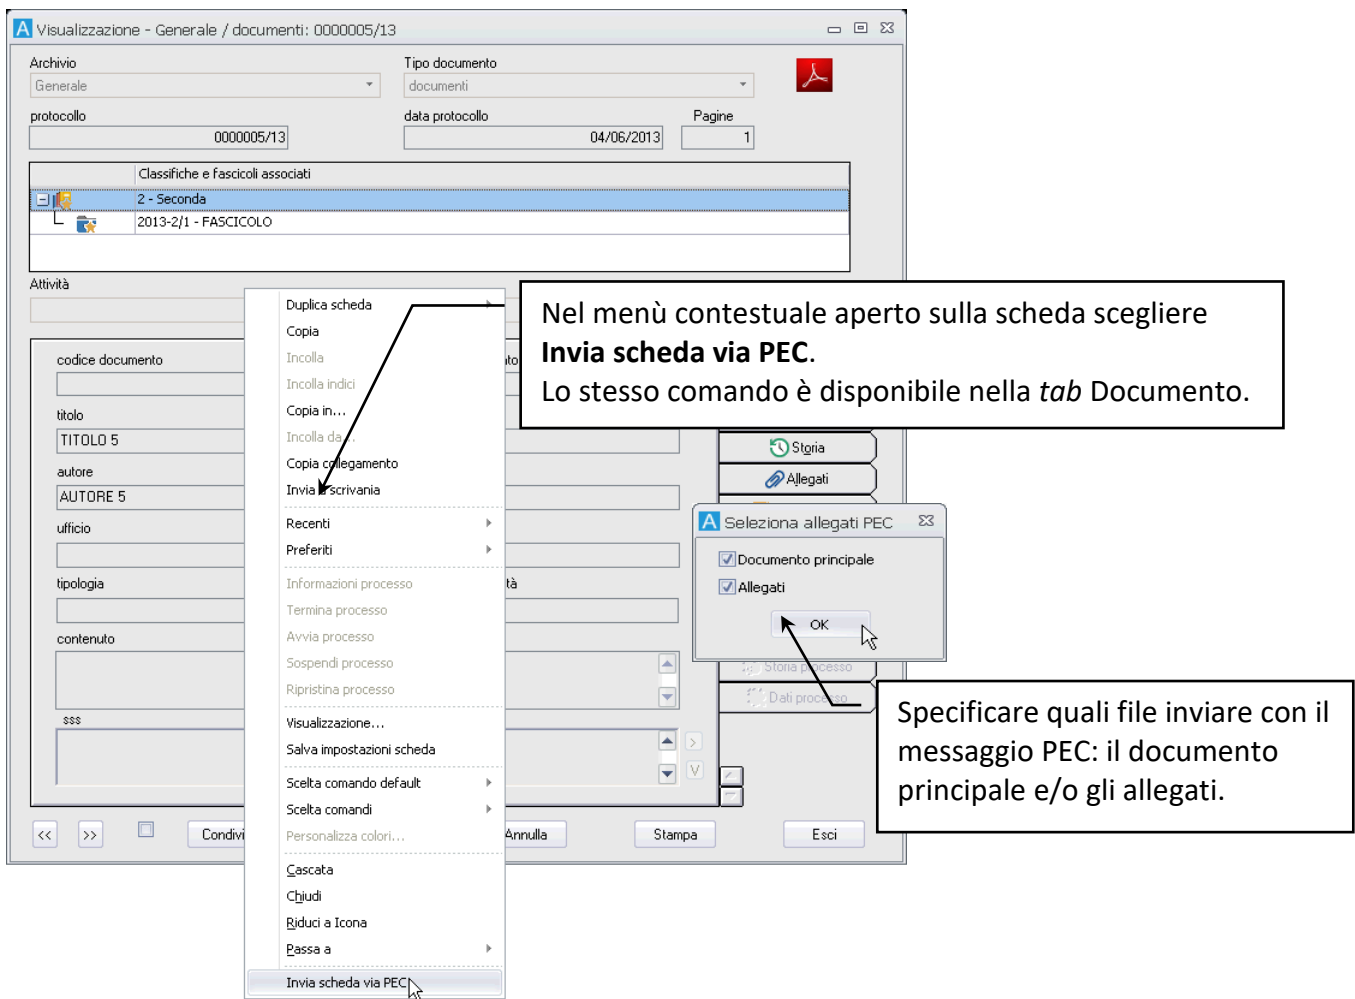 A Visualizzazione - Generale / documenti: 0000005/13
Archivio
Tipo documento
Generale
documenti
protocollo
data protocollo
Pagine
0000005/13
04/06/2013
1
Classifiche e fascicoli associati
2 - Seconda
2013-2/1 - FASCICOLO
Attività
codice documento
titolo
TITOLO 5
autore
AUTORE 5
ufficio
tipologia
tà
contenuto
sss
Duplica scheda
Copia
Incolla
Incolla indici
Copia in...
Incolla da...
Copia collegamento
Invia a scrivania
Recenti
Preferiti
Informazioni processo
Termina processo
Avvia processo
Sospendi processo
Ripristina processo
Visualizzazione...
Salva impostazioni scheda
Scelta comando default
Scelta comandi
Personalizza colori...
Cascata
Chiudi
Riduci a Icona
Passa a
Invia scheda via PEC
Nel menù contestuale aperto sulla scheda scegliere
Invia scheda via PEC.
Lo stesso comando è disponibile nella tab Documento.
Storia
Allegati
A Seleziona allegati PEC
Documento principale
Allegati
OK
Storia processo
Dati processo
Specificare quali file inviare con il
messaggio PEC: il documento
principale e/o gli allegati.
> 
V
<< >> Condivi Annulla Stampa Esci